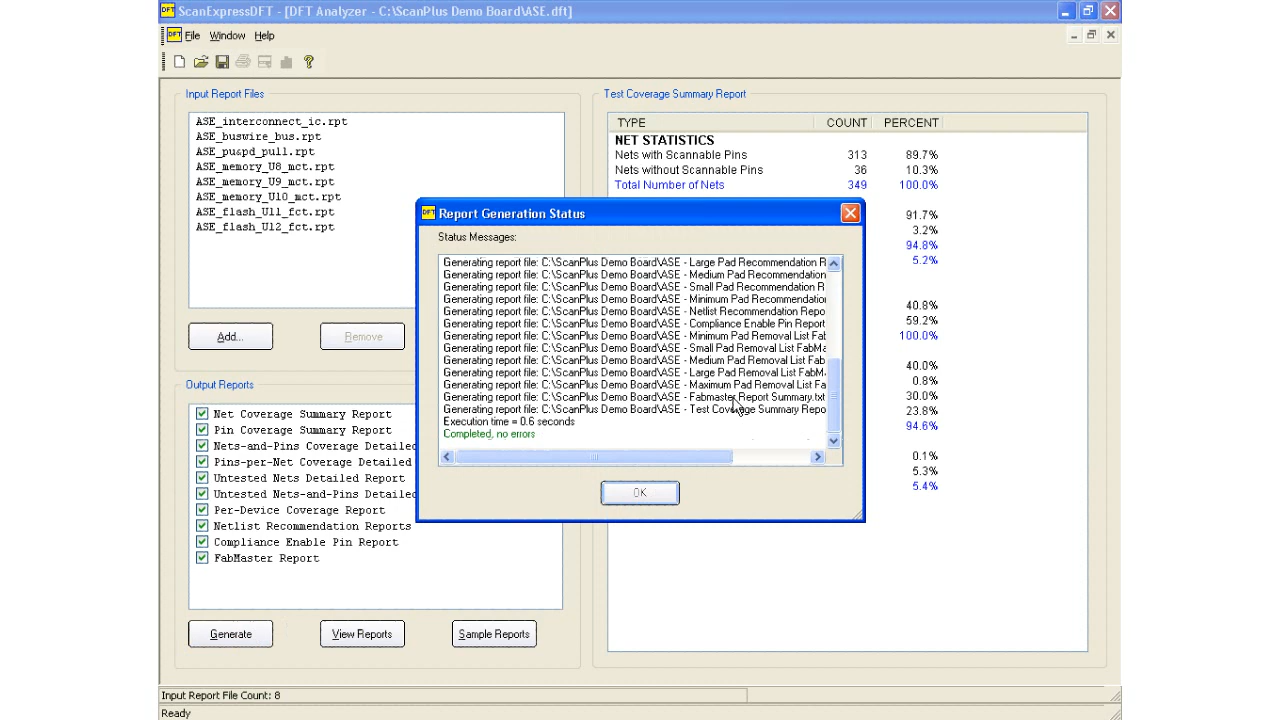 ScanExpressDFT - [DFT Analyzer - C:\ScanPlus Demo Board\ASE.dft]
File Window Help
Input Report Files
ASE_interconnect_ic.rpt
ASE_buswire_bus.rpt
ASE_puspd_pull.rpt
ASE_memory_U8_mct.rpt
ASE_memory_U9_mct.rpt
ASE_memory_U10_mct.rpt
ASE_flash_U11_fct.rpt
ASE_flash_U12_fct.rpt
Add...
Remove
Output Reports
Net Coverage Summary Report
Pin Coverage Summary Report
Nets-and-Pins Coverage Detailed
Pins-per-Net Coverage Detailed
Untested Nets Detailed Report
Untested Nets-and-Pins Detailed
Per-Device Coverage Report
Netlist Recommendation Reports
Compliance Enable Pin Report
FabMaster Report
Generate
View Reports
Sample Reports
Test Coverage Summary Report
TYPE COUNT PERCENT
NET STATISTICS
Nets with Scannable Pins 313 89.7%
Nets without Scannable Pins 36 10.3%
Total Number of Nets 349 100.0%
91.7%
3.2%
94.8%
5.2%
40.8%
59.2%
100.0%
40.0%
0.8%
30.0%
23.8%
94.6%
0.1%
5.3%
5.4%
DFT Report Generation Status
Status Messages:
Generating report file: C:\ScanPlus Demo Board\ASE - Large Pad Recommendation R
Generating report file: C:\ScanPlus Demo Board\ASE - Medium Pad Recommendation
Generating report file: C:\ScanPlus Demo Board\ASE - Small Pad Recommendation R
Generating report file: C:\ScanPlus Demo Board\ASE - Minimum Pad Recommendation
Generating report file: C:\ScanPlus Demo Board\ASE - Netlist Recommendation Repo
Generating report file: C:\ScanPlus Demo Board\ASE - Compliance Enable Pin Report
Generating report file: C:\ScanPlus Demo Board\ASE - Minimum Pad Removal List Fab
Generating report file: C:\ScanPlus Demo Board\ASE - Small Pad Removal List FabMa
Generating report file: C:\ScanPlus Demo Board\ASE - Medium Pad Removal List Fab
Generating report file: C:\ScanPlus Demo Board\ASE - Large Pad Removal List FabM
Generating report file: C:\ScanPlus Demo Board\ASE - Maximum Pad Removal List Fa
Generating report file: C:\ScanPlus Demo Board\ASE - Fabmaster Report Summary.txt
Generating report file: C:\ScanPlus Demo Board\ASE - Test Coverage Summary Repo
Execution time = 0.6 seconds
Completed, no errors
OK
Input Report File Count: 8
Ready